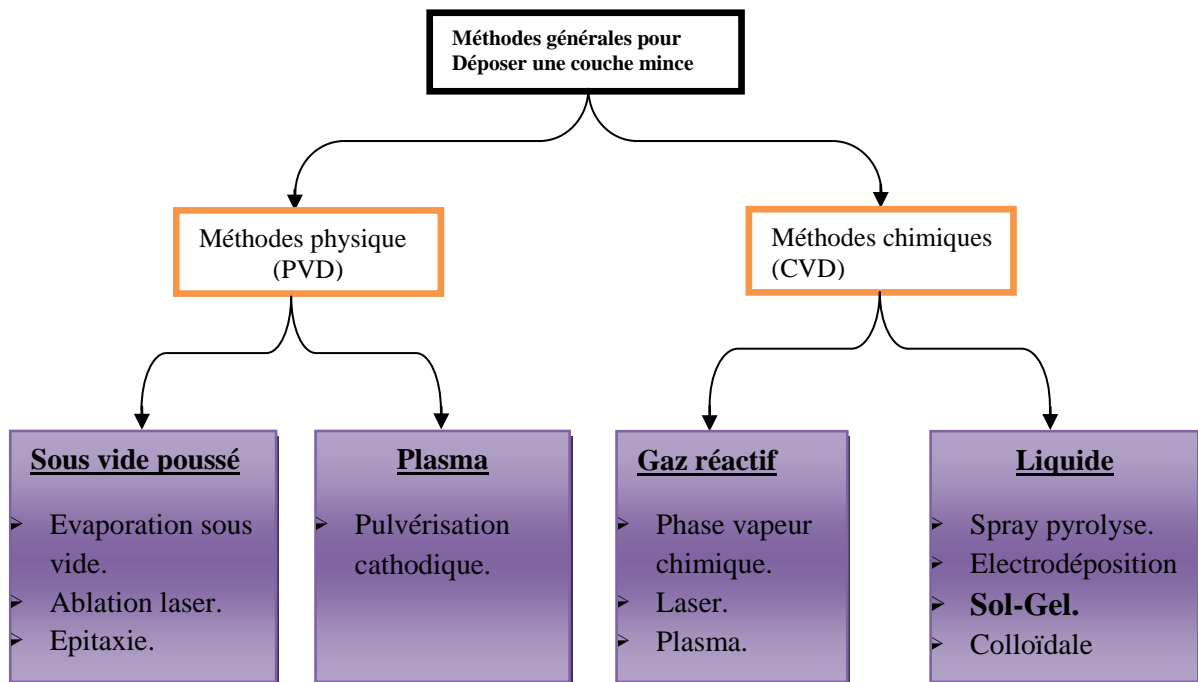 Méthodes générales pour
Déposer une couche mince
Méthodes physique
(PVD)
Méthodes chimiques
(CVD)
Sous vide poussé
➢ Evaporation sous
vide.
➢ Ablation laser.
➢ Epitaxie.
Plasma
➢ Pulvérisation
cathodique.
Gaz réactif
➢ Phase vapeur
chimique.
➢ Laser.
➢ Plasma.
Liquide
➢ Spray pyrolyse.
➢ Electrodéposition
➢ Sol-Gel.
➢ Colloïdale